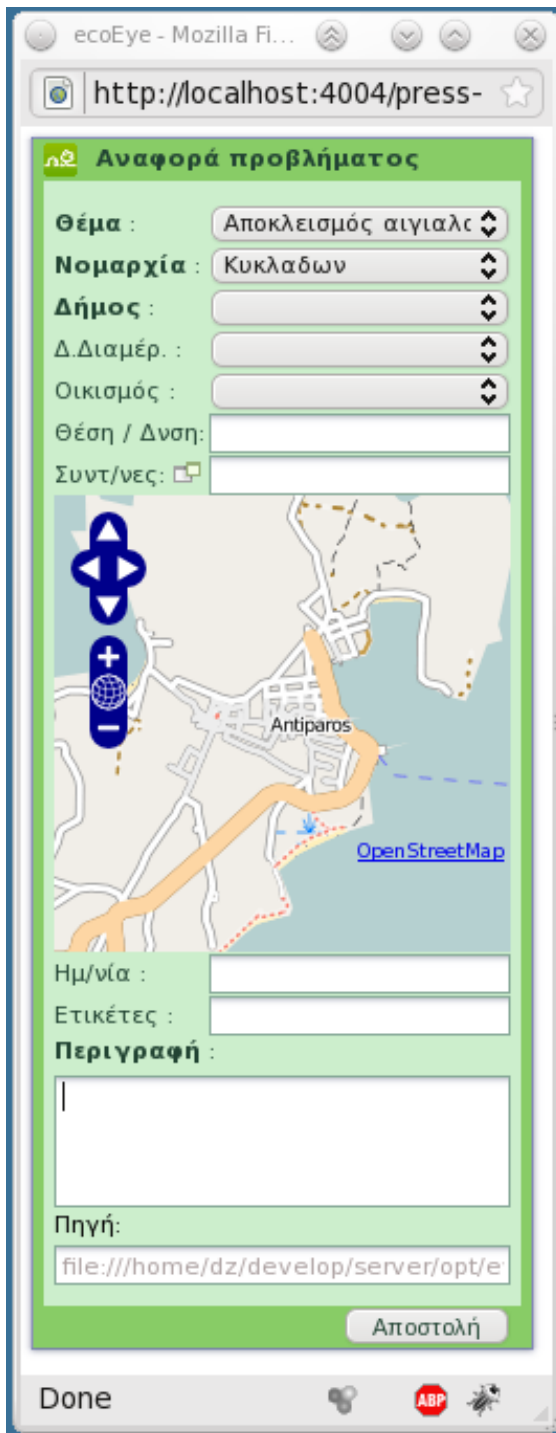 ecoEye - Mozilla Fi...
http://localhost:4004/press-
Αναφορά προβλήματος
Θέμα : Αποκλεισμός αιγιαλο
Νομαρχία : Κυκλαδων
Δήμος :
Δ.Διαμέρ. :
Οικισμός :
Θέση / Δνση:
Συντ/νες:
Antiparos
OpenStreetMap
Ημ/νία :
Ετικέτες :
Περιγραφή :
Πηγή:
file:///home/dz/develop/server/opt/e
Αποστολή
Done
ABP